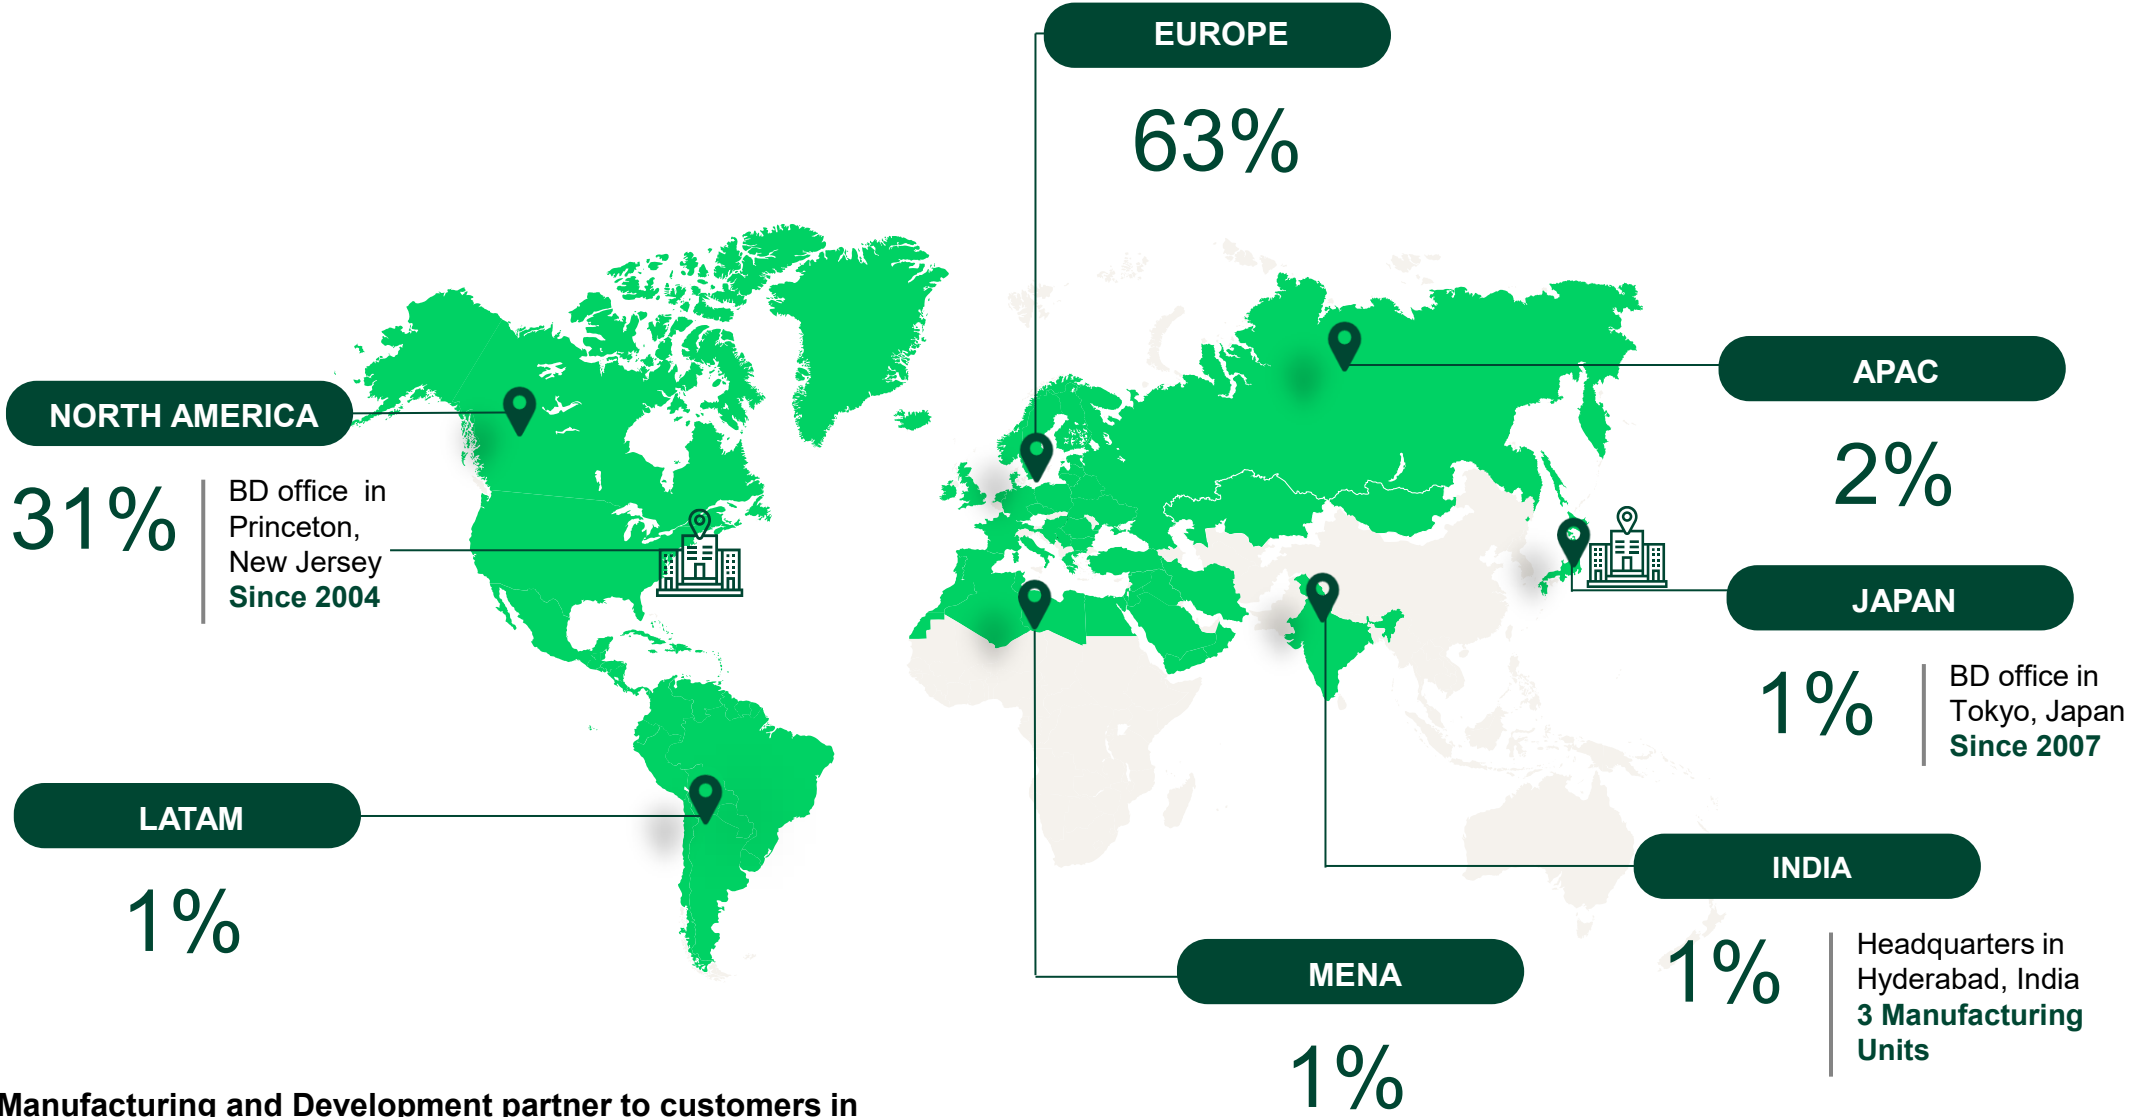 EUROPE
63%
NORTH AMERICA
31%
BD office in
Princeton,
New Jersey
Since 2004
APAC
2%
JAPAN
1%
BD office in
Tokyo, Japan
Since 2007
LATAM
1%
INDIA
1%
Headquarters in
Hyderabad, India
3 Manufacturing
Units
MENA
1%
Manufacturing and Development partner to customers in